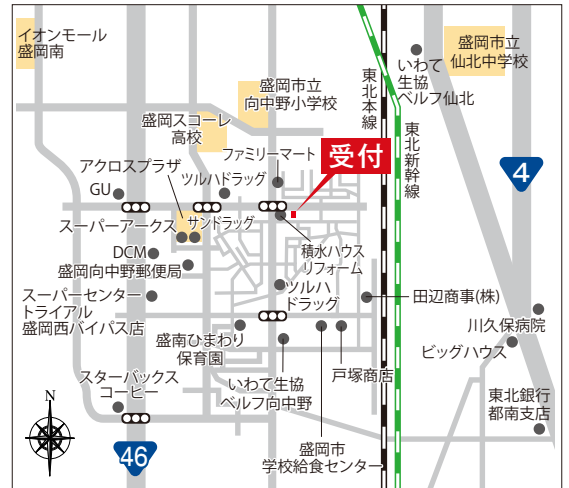 イオンモール
盛岡南
盛岡市立
向中野小学校
盛岡スコーレ
高校
いわて
生協
ベルフ仙北
盛岡市立
仙北中学校
東北本線
東北新幹線
受付
4
アクロスプラザ
GU
ツルハドラッグ
ファミリーマート
スーパーアークス
サンドラッグ
積水ハウス
リフォーム
DCM
盛岡向中野郵便局
スーパーセンター
トライアル
盛岡西バイパス店
ツルハ
ドラッグ
田辺商事(株)
川久保病院
ビッグハウス
盛南ひまわり
保育園
いわて生協
ベルフ向中野
戸塚商店
スターバックス
コーヒー
東北銀行
都南支店
盛岡市
学校給食センター
N
46